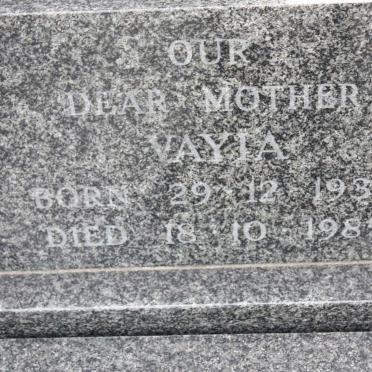 OUR
DEAR MOTHER
VAYIA
BORN 29·12·193
DIED 18·10·198